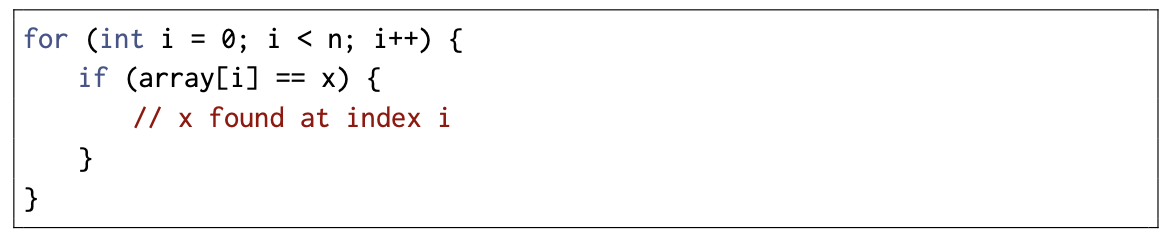 for (int i = 0; i < n; i++) {
    if (array[i] == x) {
        // x found at index i
    }
}